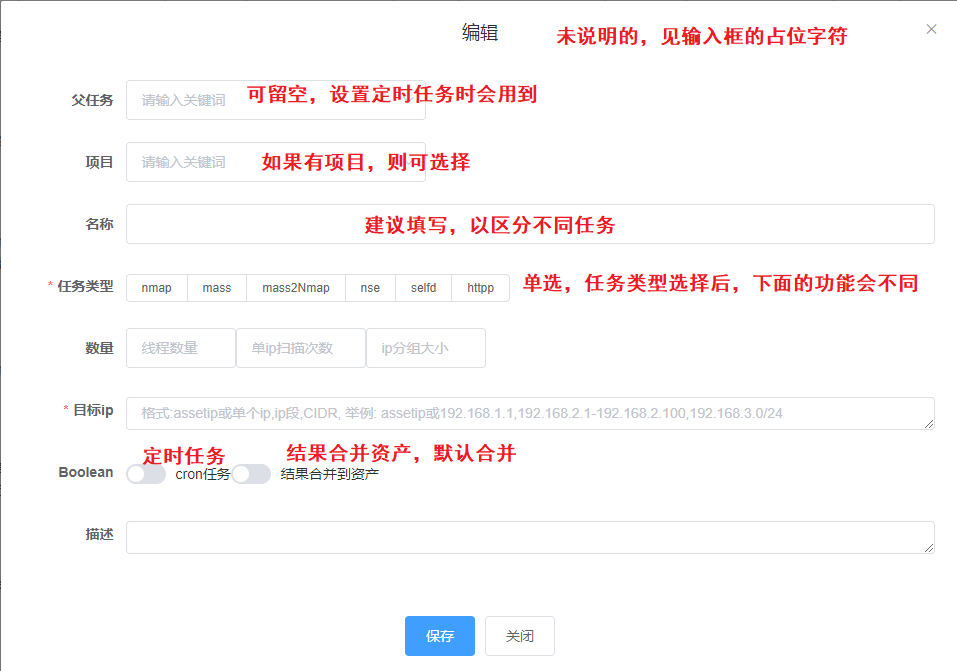 编辑
未说明的，见输入框的占位字符
父任务
请输入关键词
可留空，设置定时任务时会用到
项目
请输入关键词
如果有项目，则可选择
名称
建议填写，以区分不同任务
* 任务类型
nmap mass mass2Nmap nse selfd httpp
单选，任务类型选择后，下面的功能会不同
数量
线程数量 单ip扫描次数 ip分组大小
* 目标ip
格式:assetip或单个ip,ip段,CIDR, 举例: assetip或192.168.1.1,192.168.2.1-192.168.2.100,192.168.3.0/24
定时任务
结果合并资产，默认合并
Boolean
cron任务
结果合并到资产
描述
保存 关闭